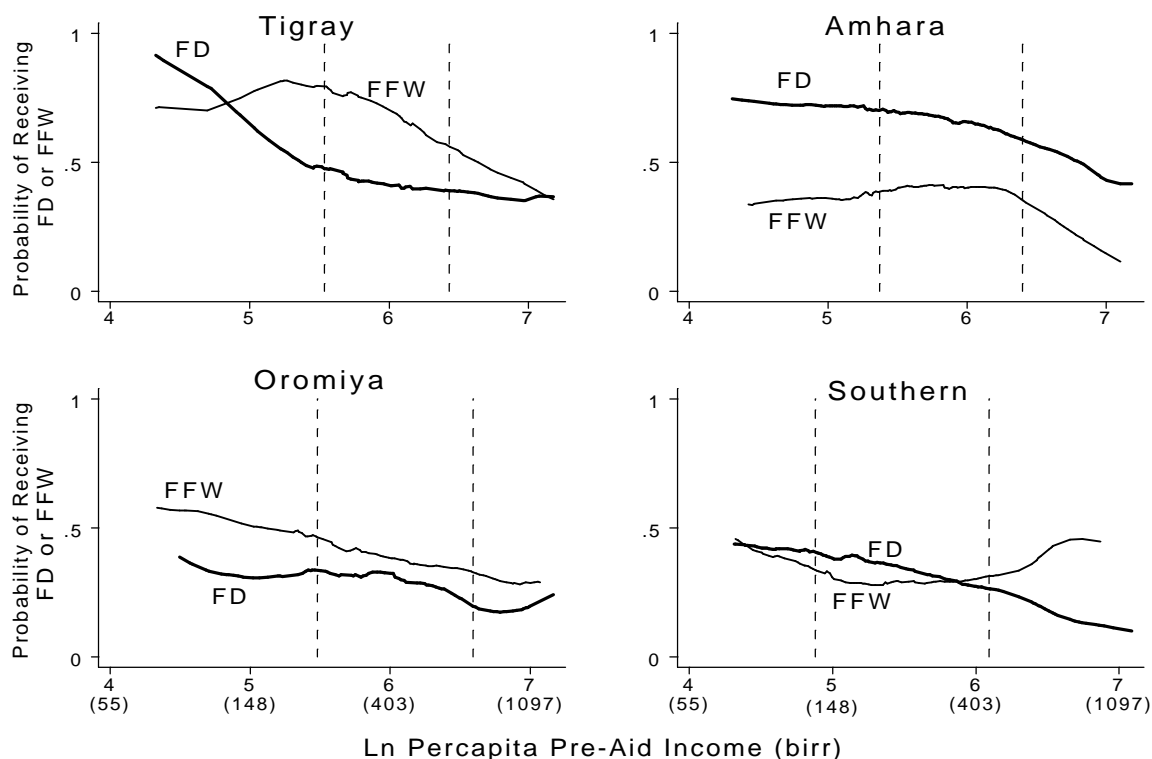 Tigray
Amhara
Probability of Receiving
FD or FFW
1
.5
0
FD
FFW
4
5
6
7
1
.5
0
FD
FFW
4
5
6
7
Oromiya
Southern
Probability of Receiving
FD or FFW
1
.5
0
FFW
FD
4
5
6
7
(55)
(148)
(403)
(1097)
1
.5
0
FD
FFW
4
5
6
7
(55)
(148)
(403)
(1097)
Ln Percapita Pre-Aid Income (birr)